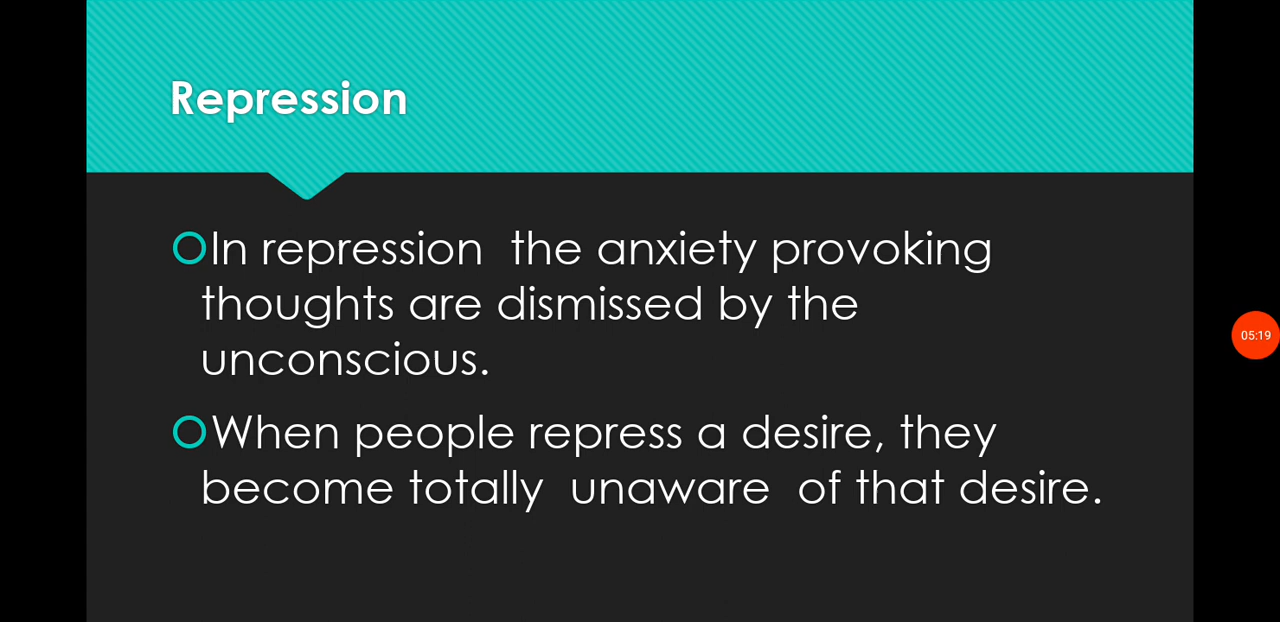 Repression
In repression  the anxiety provoking
thoughts are dismissed by the
unconscious.
05:19
When people repress a desire, they
become totally  unaware  of that desire.